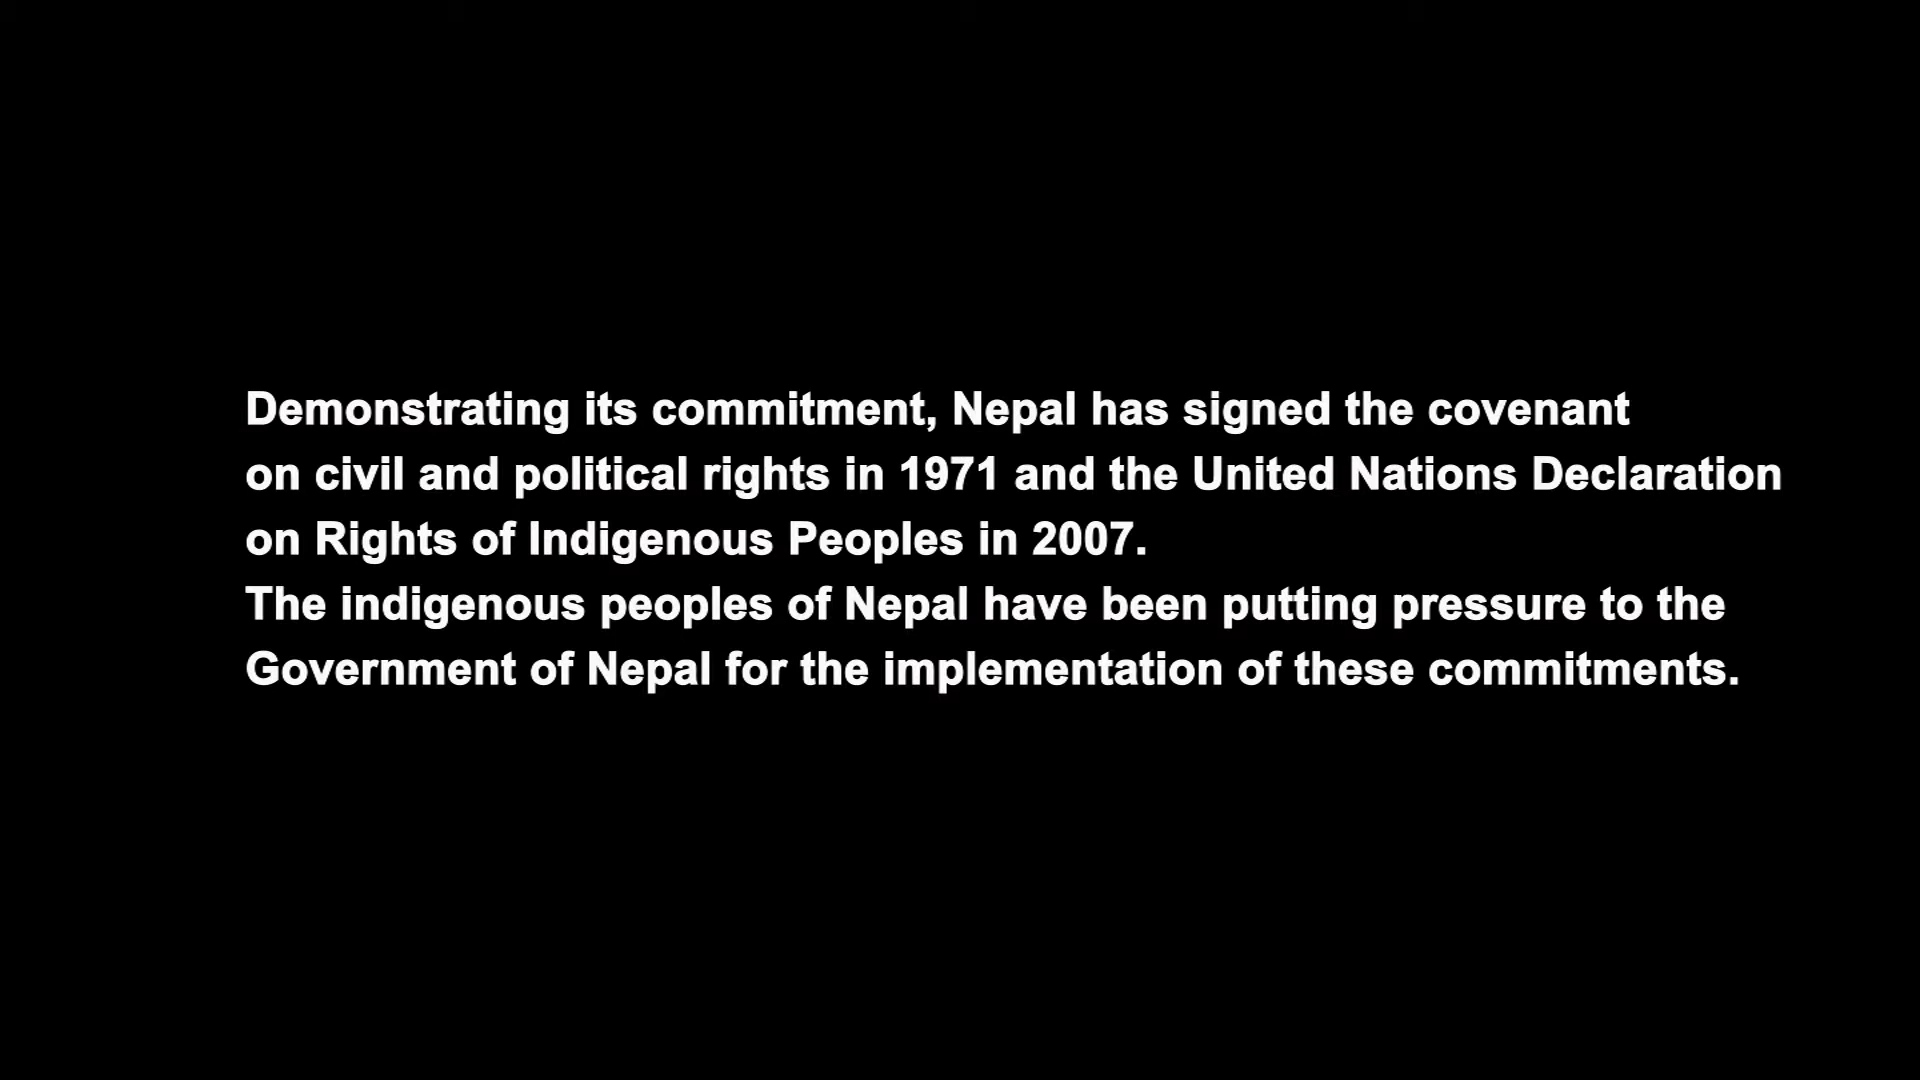 Demonstrating its commitment, Nepal has signed the covenant
on civil and political rights in 1971 and the United Nations Declaration
on Rights of Indigenous Peoples in 2007.
The indigenous peoples of Nepal have been putting pressure to the
Government of Nepal for the implementation of these commitments.